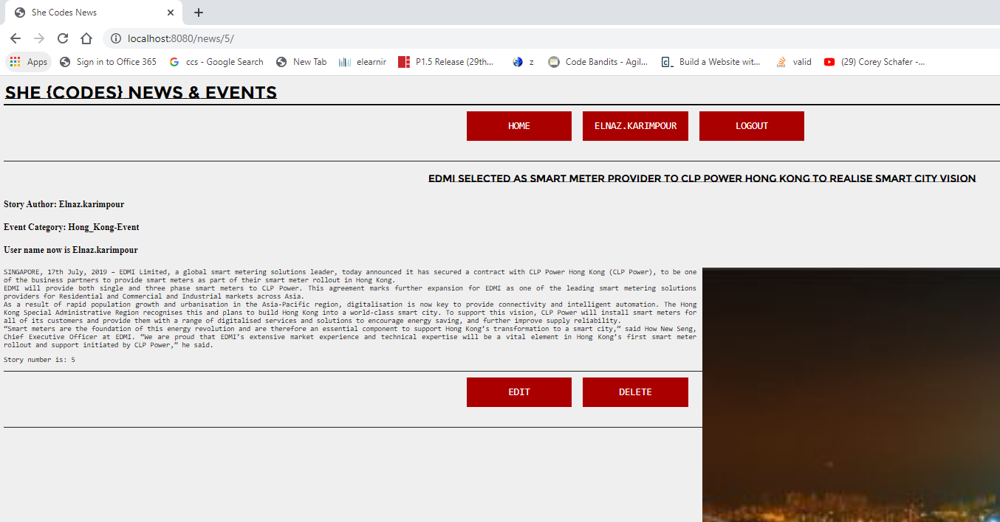 She Codes News
localhost:8080/news/5/
Apps Sign in to Office 365 ccs - Google Search New Tab elearnir P1.5 Release (29th... z Code Bandits - Agil... Build a Website wit... valid (29) Corey Schafer -...
SHE {CODES} NEWS & EVENTS
HOME ELNAZ.KARIMPOUR LOGOUT
EDMI SELECTED AS SMART METER PROVIDER TO CLP POWER HONG KONG TO REALISE SMART CITY VISION
Story Author: Elnaz.karimpour
Event Category: Hong_Kong-Event
User name now is Elnaz.karimpour
SINGAPORE, 17th July, 2019 – EDMI Limited, a global smart metering solutions leader, today announced it has secured a contract with CLP Power Hong Kong (CLP Power), to be one
of the business partners to provide smart meters as part of their smart meter rollout in Hong Kong.
EDMI will provide both single and three phase smart meters to CLP Power. This agreement marks further expansion for EDMI as one of the leading smart metering solutions
providers for Residential and Commercial and Industrial markets across Asia.
As a result of rapid population growth and urbanisation in the Asia-Pacific region, digitalisation is now key to provide connectivity and intelligent automation. The Hong
Kong Special Administrative Region recognises this and plans to build Hong Kong into a world-class smart city. To support this vision, CLP Power will install smart meters for
all of its customers and provide them with a range of digitalised services and solutions to encourage energy saving, and further improve supply reliability.
“Smart meters are the foundation of this energy revolution and are therefore an essential component to support Hong Kong’s transformation to a smart city,” said How New Seng,
Chief Executive Officer at EDMI. “We are proud that EDMI’s extensive market experience and technical expertise will be a vital element in Hong Kong’s first smart meter
rollout and support initiated by CLP Power,” he said.
Story number is: 5
EDIT DELETE